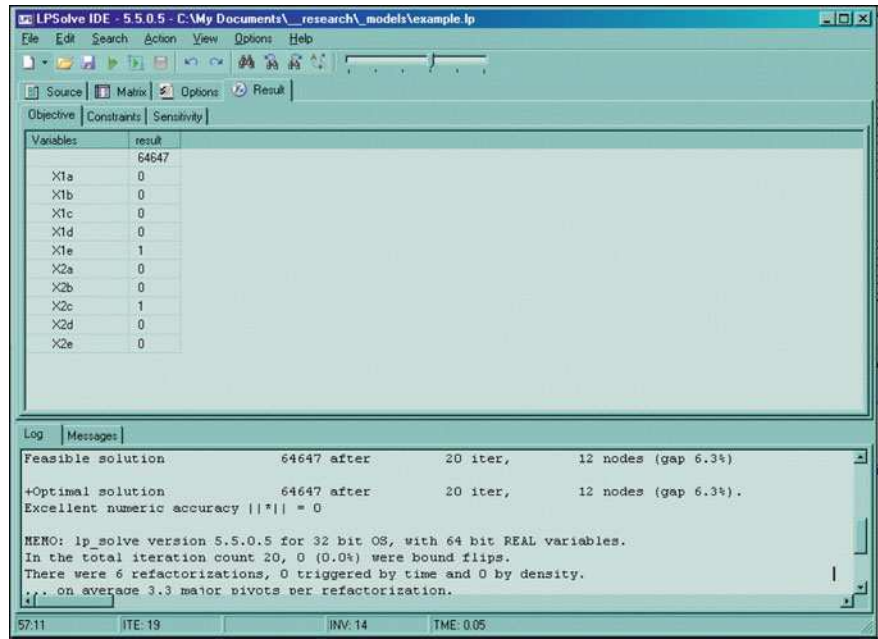 LPSolve IDE - 5.5.0.5 - C:\My Documents\__research\_models\example.lp
File Edit Search Action View Options Help
Source Matrix Options Result
Objective Constraints Sensitivity
Variables result
64647
X1a 0
X1b 0
X1c 0
X1d 0
X1e 1
X2a 0
X2b 0
X2c 1
X2d 0
X2e 0
Log Messages
Feasible solution 64647 after 20 iter, 12 nodes (gap 6.3%)
+Optimal solution 64647 after 20 iter, 12 nodes (gap 6.3%).
Excellent numeric accuracy ||*|| = 0
MEMO: lp_solve version 5.5.0.5 for 32 bit OS, with 64 bit REAL variables.
In the total iteration count 20, 0 (0.0%) were bound flips.
There were 6 refactorizations, 0 triggered by time and 0 by density.
... on average 3.3 major pivots per refactorization.
57:11 ITE: 19 INV: 14 TME: 0.05